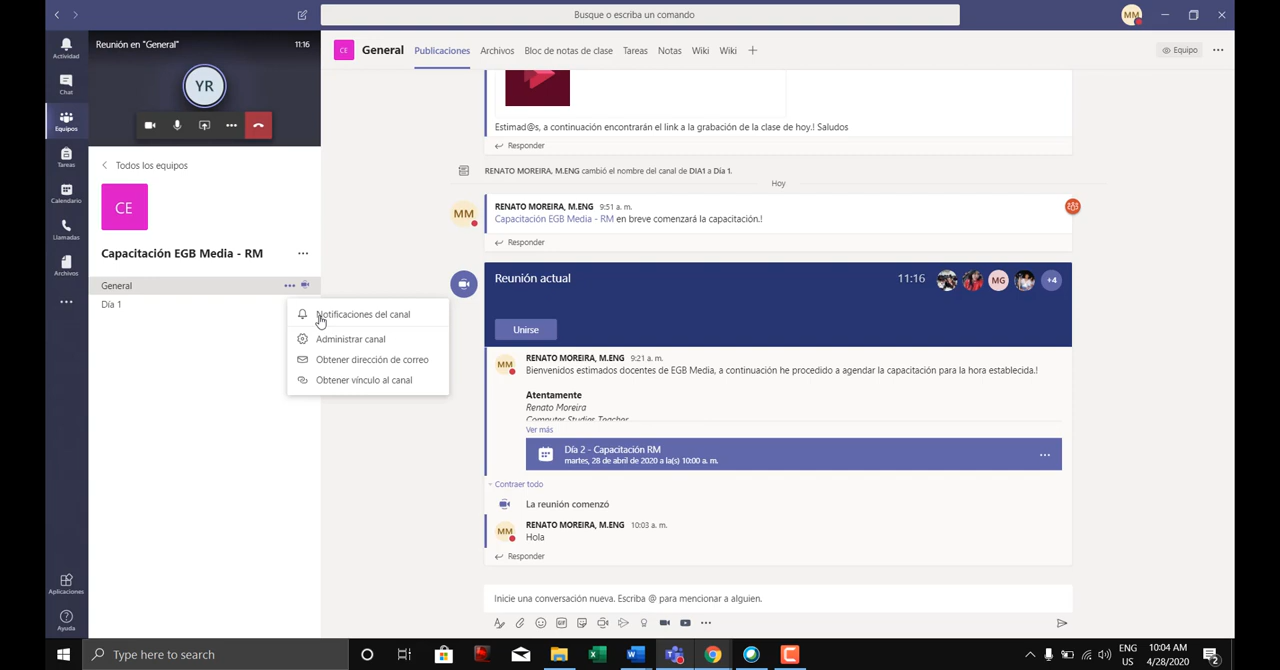 Busque o escriba un comando
MM
Actividad
Chat
Equipos
Tareas
Calendario
Llamadas
Archivos
Aplicaciones
Ayuda
Reunión en "General"
11:16
YR
Todos los equipos
CE
Capacitación EGB Media - RM
General
Día 1
Notificaciones del canal
Administrar canal
Obtener dirección de correo
Obtener vínculo al canal
CE
General
Publicaciones
Archivos
Bloc de notas de clase
Tareas
Notas
Wiki
Wiki
Equipo
Estimad@s, a continuación encontrarán el link a la grabación de la clase de hoy.! Saludos
Responder
RENATO MOREIRA, M.ENG cambió el nombre del canal de DIA1 a Día 1.
Hoy
MM
RENATO MOREIRA, M.ENG 9:51 a. m.
Capacitación EGB Media - RM en breve comenzará la capacitación.!
Responder
Reunión actual
11:16
MG
+4
Unirse
MM
RENATO MOREIRA, M.ENG 9:21 a. m.
Bienvenidos estimados docentes de EGB Media, a continuación he procedido a agendar la capacitación para la hora establecida.!
Atentamente
Renato Moreira
Computer Studies Teacher
Ver más
Día 2 - Capacitación RM
martes, 28 de abril de 2020 a la(s) 10:00 a. m.
Contraer todo
La reunión comenzó
MM
RENATO MOREIRA, M.ENG 10:03 a. m.
Hola
Responder
Inicie una conversación nueva. Escriba @ para mencionar a alguien.
GIF
Type here to search
ENG
US
10:04 AM
4/28/2020
2